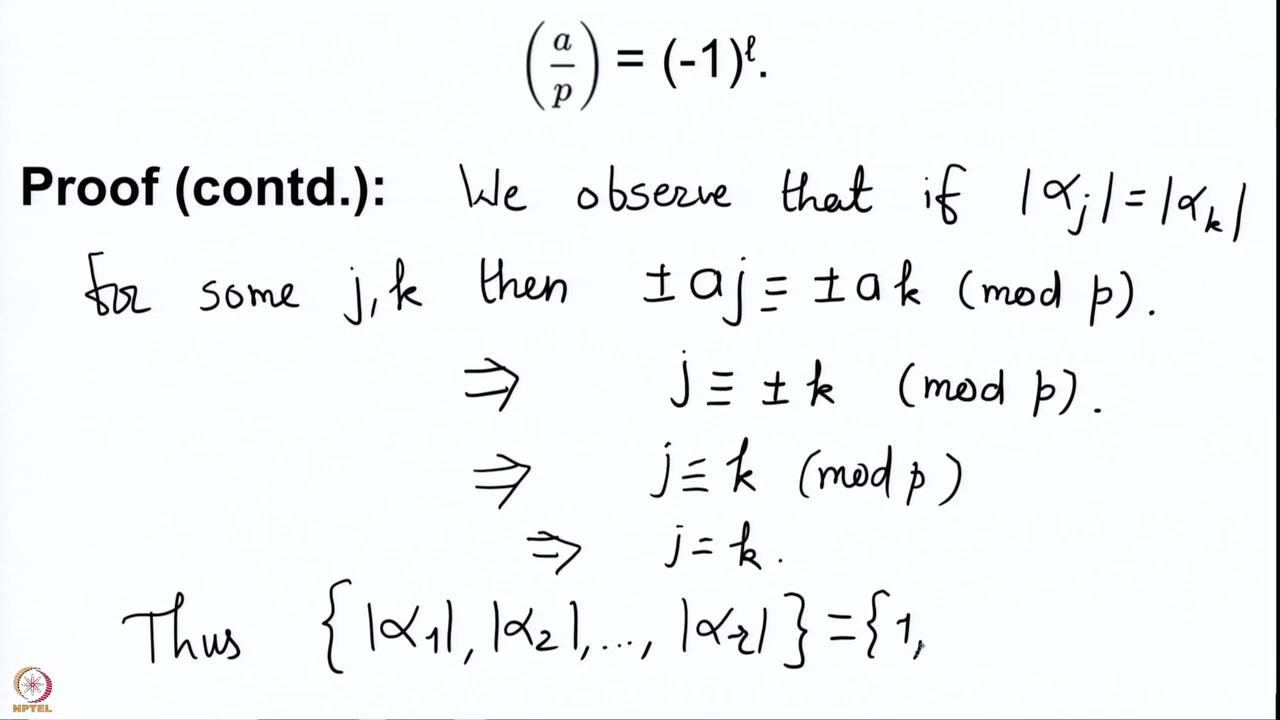 (a/p) = (-1)^ℓ.
Proof (contd.): We observe that if |α_j| = |α_k|
for some j, k then ± aj ≡ ± ak (mod p).
⇒ j ≡ ± k (mod p).
⇒ j ≡ k (mod p)
⇒ j = k.
Thus { |α_1|, |α_2|, ..., |α_r| } = { 1,
NPTEL